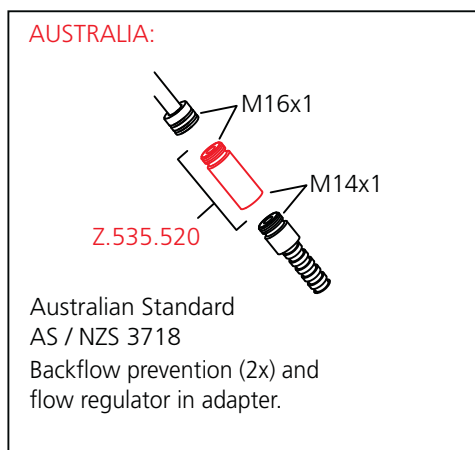 AUSTRALIA:
M16x1
M14x1
Z.535.520
Australian Standard
AS / NZS 3718
Backflow prevention (2x) and
flow regulator in adapter.